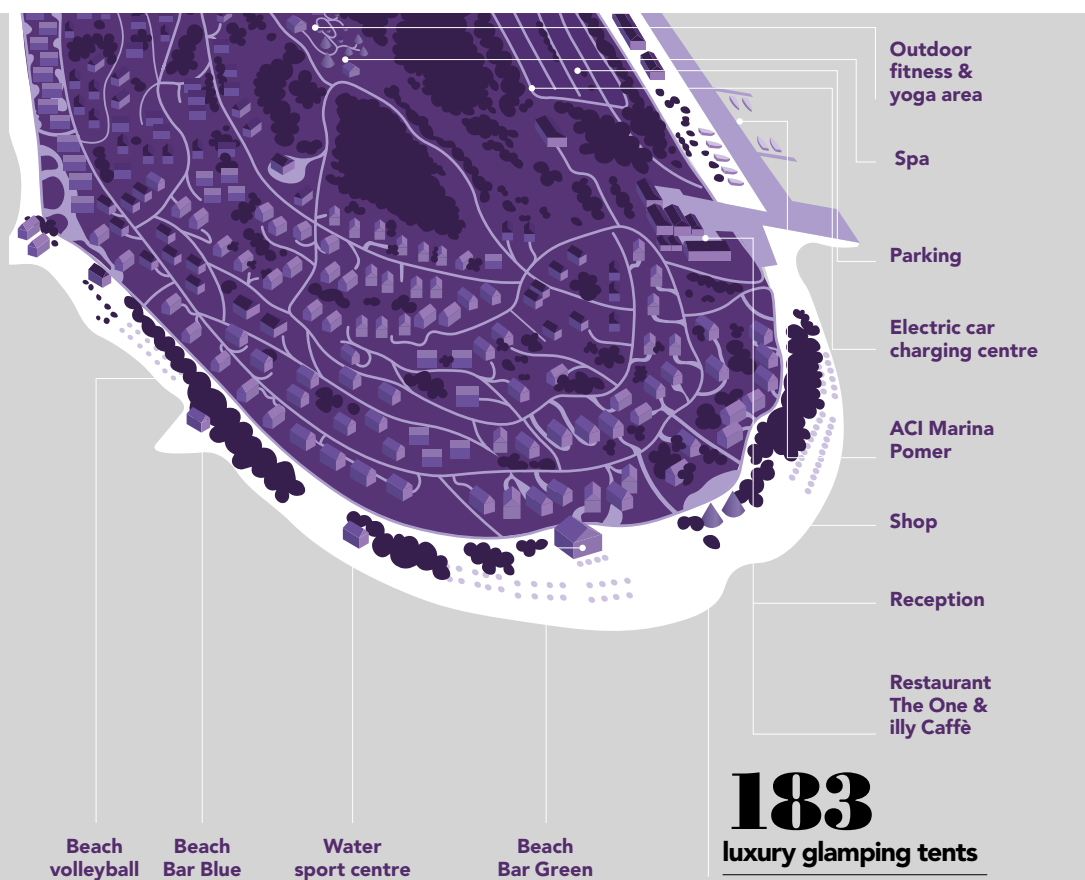 Outdoor
fitness &
yoga area
Spa
Parking
Electric car
charging centre
ACI Marina
Pomer
Shop
Reception
Restaurant
The One &
illy Caffè
183
luxury glamping tents
Beach
volleyball
Beach
Bar Blue
Water
sport centre
Beach
Bar Green